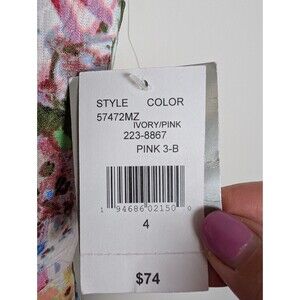 STYLE COLOR
57472MZ
IVORY/PINK
223-8867
PINK 3-B
1 94686 02150 0
4
$74